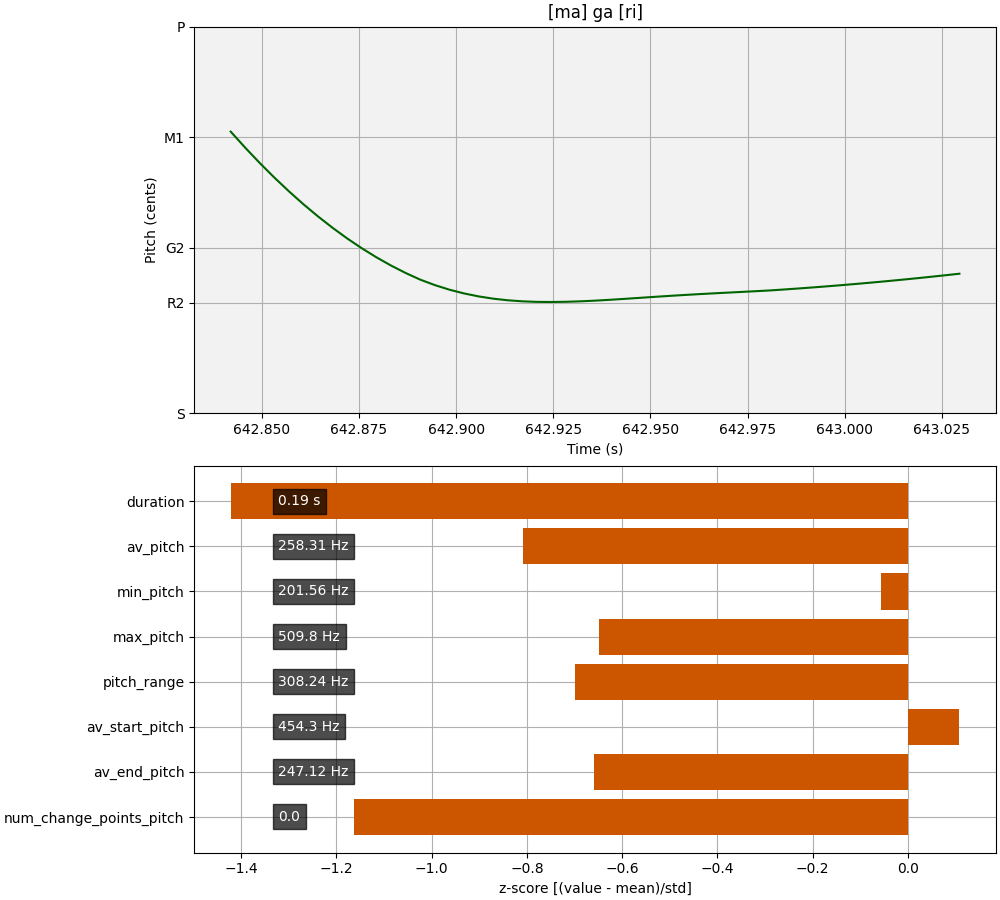 [ma] ga [ri]
P
M1
G2
R2
S
Pitch (cents)
642.850 642.875 642.900 642.925 642.950 642.975 643.000 643.025
Time (s)
duration 0.19 s
av_pitch 258.31 Hz
min_pitch 201.56 Hz
max_pitch 509.8 Hz
pitch_range 308.24 Hz
av_start_pitch 454.3 Hz
av_end_pitch 247.12 Hz
num_change_points_pitch 0.0
−1.4 −1.2 −1.0 −0.8 −0.6 −0.4 −0.2 0.0
z-score [(value - mean)/std]